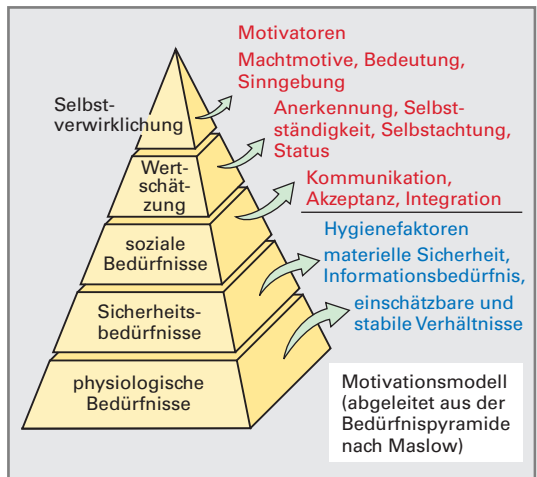 Motivatoren
Machtmotive, Bedeutung,
Sinngebung
Selbst-
verwirklichung
Anerkennung, Selbst-
ständigkeit, Selbstachtung,
Status
Wert-
schät-
zung
Kommunikation,
Akzeptanz, Integration
soziale
Bedürfnisse
Hygienefaktoren
materielle Sicherheit,
Informationsbedürfnis,
Sicherheits-
bedürfnisse
einschätzbare und
stabile Verhältnisse
physiologische
Bedürfnisse
Motivationsmodell
(abgeleitet aus der
Bedürfnispyramide
nach Maslow)